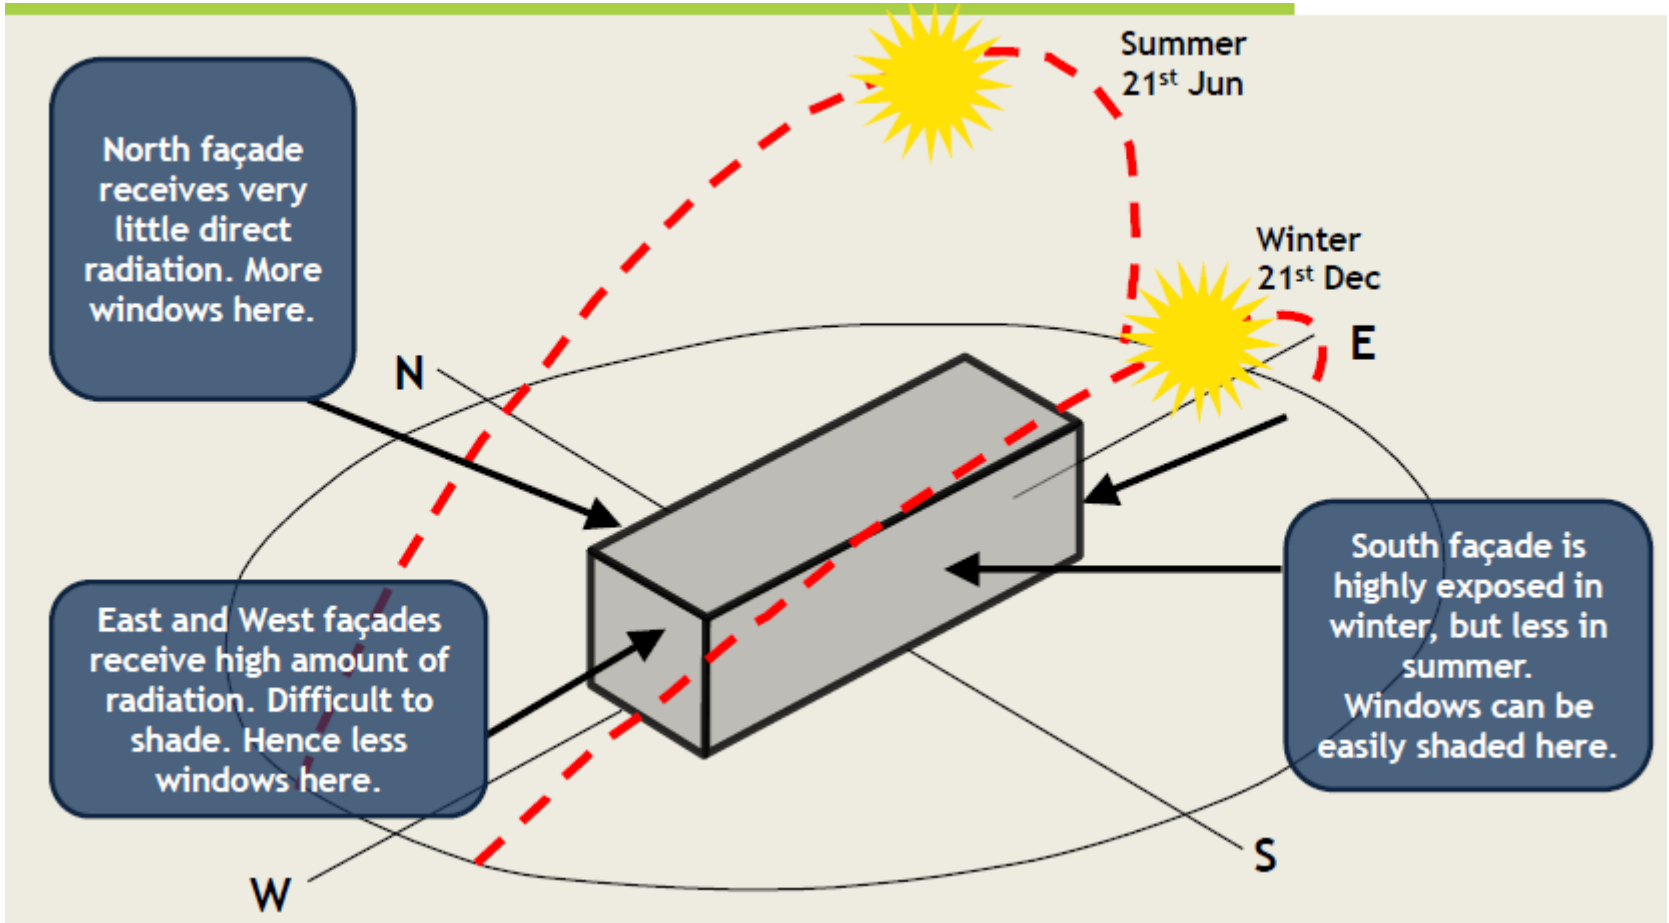 Summer
21st Jun
North façade
receives very
little direct
radiation. More
windows here.
Winter
21st Dec
E
N
South façade is
highly exposed in
winter, but less in
summer.
Windows can be
easily shaded here.
East and West façades
receive high amount of
radiation. Difficult to
shade. Hence less
windows here.
S
W